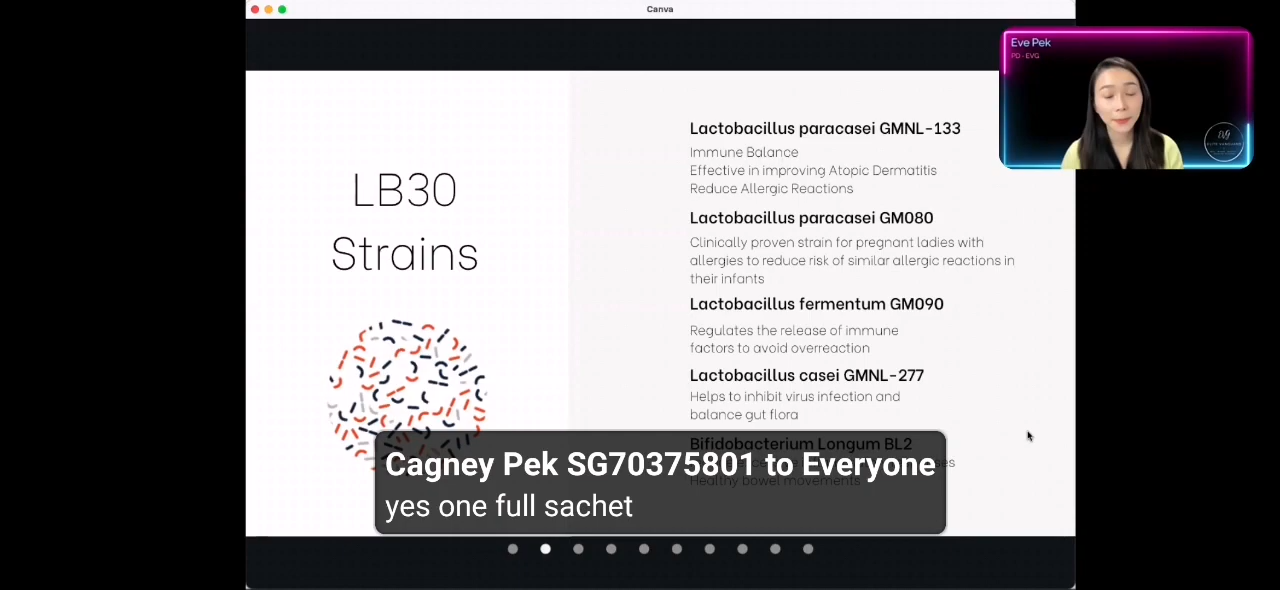 Canva
Eve Pek
PD - EVG
EVG
LB30
Strains
Lactobacillus paracasei GMNL-133
Immune Balance
Effective in improving Atopic Dermatitis
Reduce Allergic Reactions
Lactobacillus paracasei GM080
Clinically proven strain for pregnant ladies with
allergies to reduce risk of similar allergic reactions in
their infants
Lactobacillus fermentum GM090
Regulates the release of immune
factors to avoid overreaction
Lactobacillus casei GMNL-277
Helps to inhibit virus infection and
balance gut flora
Bifidobacterium Longum BL2
Healthy bowel movements
Cagney Pek SG70375801 to Everyone
yes one full sachet